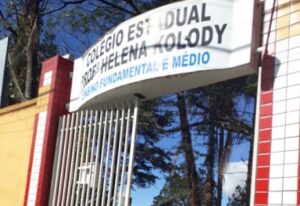 COLÉGIO ESTADUAL
PROFª HELENA KOLODY
ENSINO FUNDAMENTAL E MÉDIO